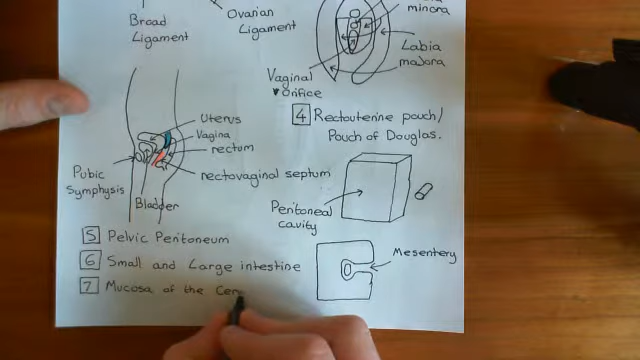 Broad
Ligament
Ovarian
Ligament
minora
Labia
majora
Vaginal
Orifice
4 Rectouterine pouch/
Pouch of Douglas.
Uterus
Vagina
rectum
rectovaginal septum
Pubic
Symphysis
Bladder
Peritoneal
cavity
5 Pelvic Peritoneum
6 Small and Large intestine
Mesentery
7 Mucosa of the Cer